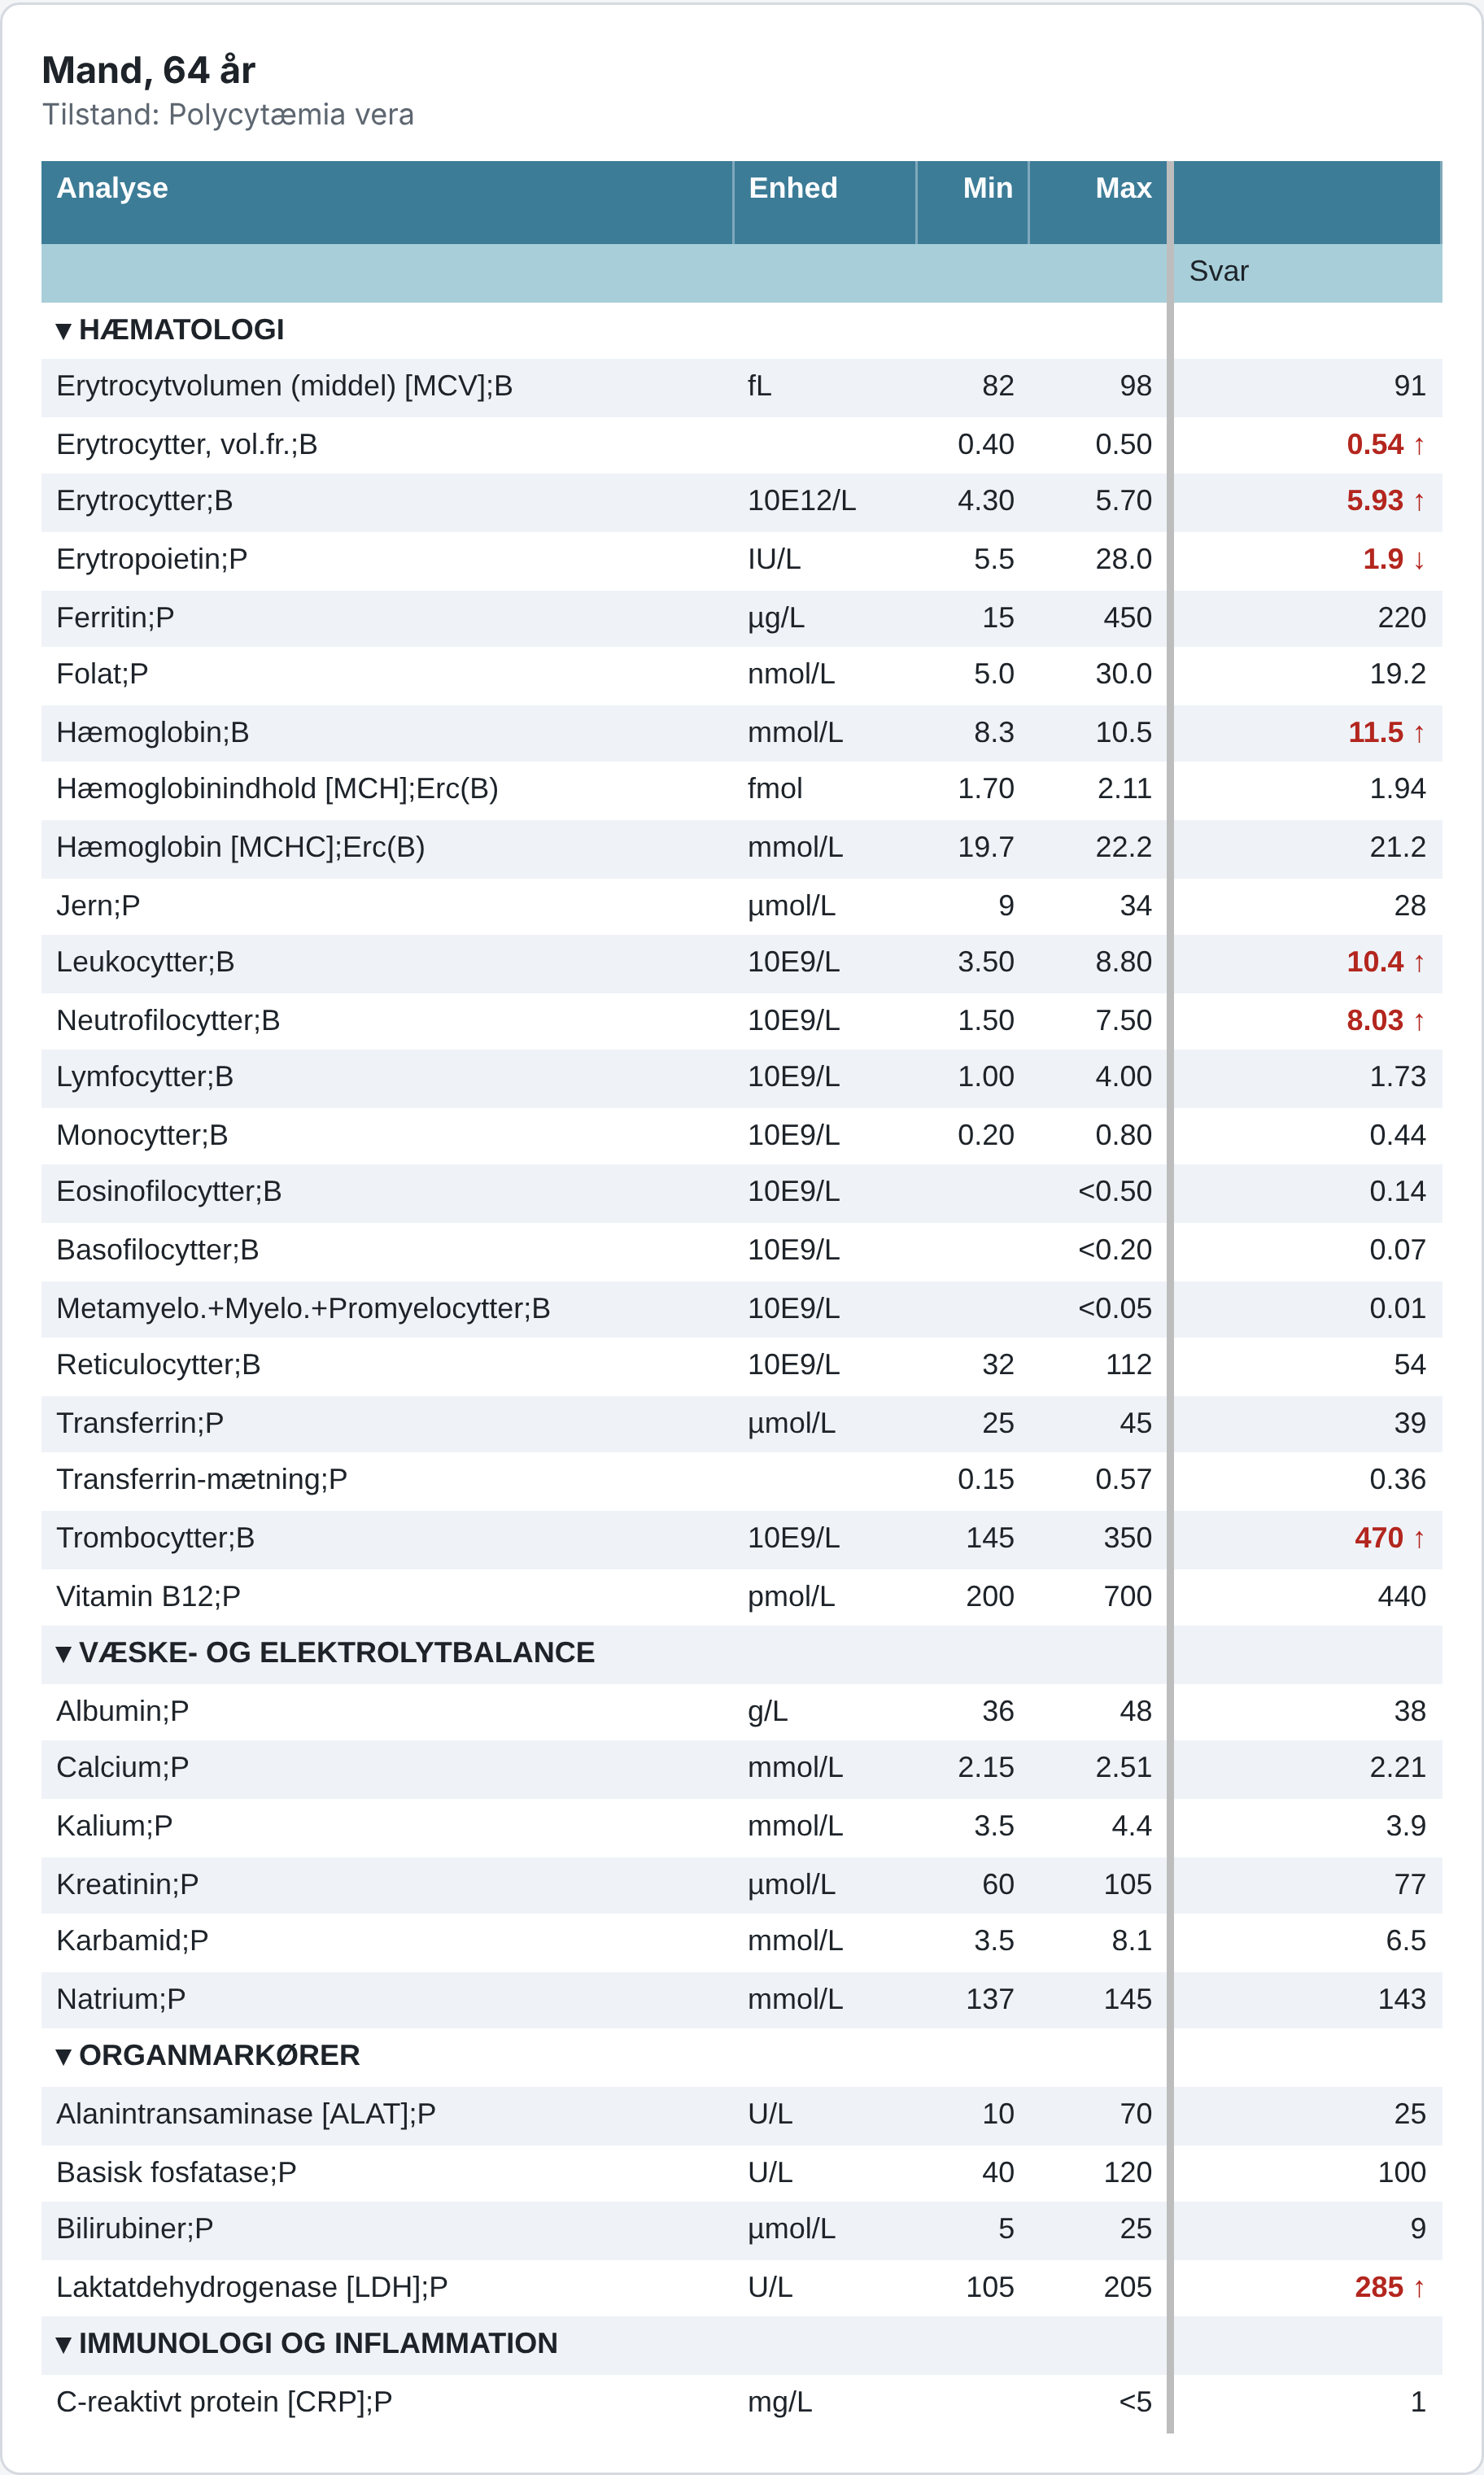 Mand, 64 år
Tilstand: Polycytæmia vera
Analyse Enhed Min Max
Svar
▼ HÆMATOLOGI
Erytrocytvolumen (middel) [MCV];B fL 82 98 91
Erytrocytter, vol.fr.;B 0.40 0.50 0.54 ↑
Erytrocytter;B 10E12/L 4.30 5.70 5.93 ↑
Erytropoietin;P IU/L 5.5 28.0 1.9 ↓
Ferritin;P µg/L 15 450 220
Folat;P nmol/L 5.0 30.0 19.2
Hæmoglobin;B mmol/L 8.3 10.5 11.5 ↑
Hæmoglobinindhold [MCH];Erc(B) fmol 1.70 2.11 1.94
Hæmoglobin [MCHC];Erc(B) mmol/L 19.7 22.2 21.2
Jern;P µmol/L 9 34 28
Leukocytter;B 10E9/L 3.50 8.80 10.4 ↑
Neutrofilocytter;B 10E9/L 1.50 7.50 8.03 ↑
Lymfocytter;B 10E9/L 1.00 4.00 1.73
Monocytter;B 10E9/L 0.20 0.80 0.44
Eosinofilocytter;B 10E9/L <0.50 0.14
Basofilocytter;B 10E9/L <0.20 0.07
Metamyelo.+Myelo.+Promyelocytter;B 10E9/L <0.05 0.01
Reticulocytter;B 10E9/L 32 112 54
Transferrin;P µmol/L 25 45 39
Transferrin-mætning;P 0.15 0.57 0.36
Trombocytter;B 10E9/L 145 350 470 ↑
Vitamin B12;P pmol/L 200 700 440
▼ VÆSKE- OG ELEKTROLYTBALANCE
Albumin;P g/L 36 48 38
Calcium;P mmol/L 2.15 2.51 2.21
Kalium;P mmol/L 3.5 4.4 3.9
Kreatinin;P µmol/L 60 105 77
Karbamid;P mmol/L 3.5 8.1 6.5
Natrium;P mmol/L 137 145 143
▼ ORGANMARKØRER
Alanintransaminase [ALAT];P U/L 10 70 25
Basisk fosfatase;P U/L 40 120 100
Bilirubiner;P µmol/L 5 25 9
Laktatdehydrogenase [LDH];P U/L 105 205 285 ↑
▼ IMMUNOLOGI OG INFLAMMATION
C-reaktivt protein [CRP];P mg/L <5 1